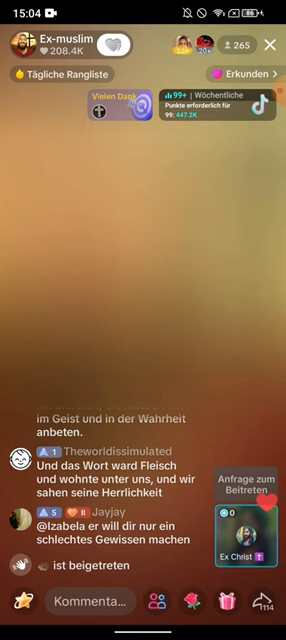 15:04
86
Ex-muslim
208.4K
265
Tägliche Rangliste
Erkunden >
Vielen Dank
99+ | Wöchentliche
Punkte erforderlich für
99: 447.2K
im Geist und in der Wahrheit
anbeten.
1 Theworldissimulated
Und das Wort ward Fleisch
und wohnte unter uns, und wir
sahen seine Herrlichkeit
5 II Jayjay
@Izabela er will dir nur ein
schlechtes Gewissen machen
ist beigetreten
Anfrage zum
Beitreten
0
Ex Christ
Kommenta...
114